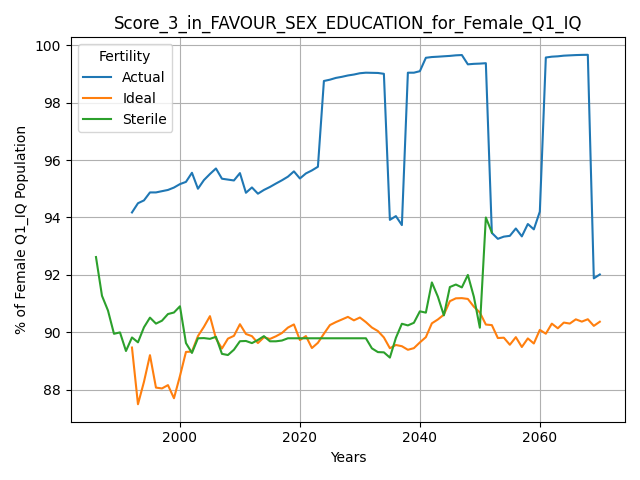 Score_3_in_FAVOUR_SEX_EDUCATION_for_Female_Q1_IQ
Fertility
Actual
Ideal
Sterile
% of Female Q1_IQ Population
100
98
96
94
92
90
88
2000
2020
2040
2060
Years